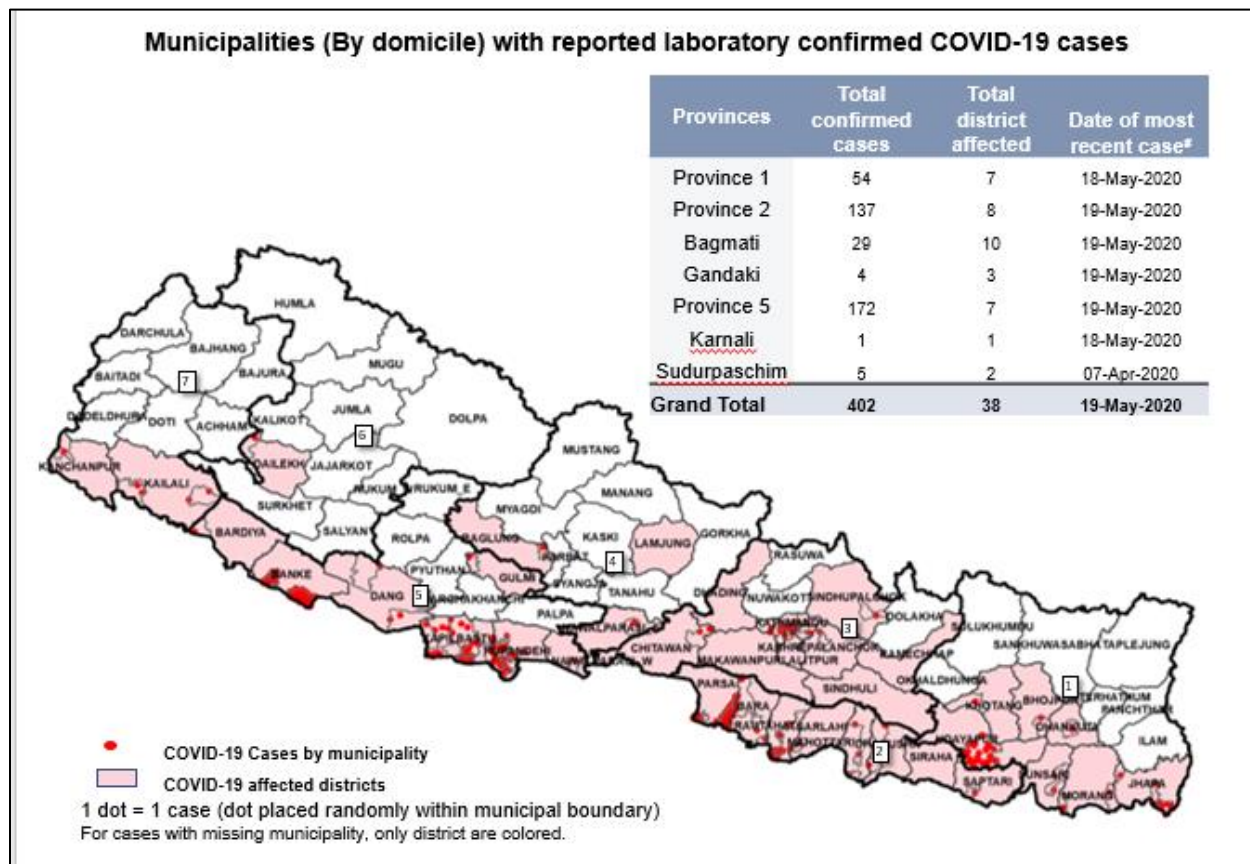 Municipalities (By domicile) with reported laboratory confirmed COVID-19 cases
Provinces Total confirmed cases Total district affected Date of most recent case#
Province 1 54 7 18-May-2020
Province 2 137 8 19-May-2020
Bagmati 29 10 19-May-2020
Gandaki 4 3 19-May-2020
Province 5 172 7 19-May-2020
Karnali 1 1 18-May-2020
Sudurpaschim 5 2 07-Apr-2020
Grand Total 402 38 19-May-2020
HUMLA
DARCHULA
BAJHANG
MUGU
BAITADI
7
BAJURA
JUMLA
DOLPA
DOTI
ACHHAM
KALIKOT
6
MUSTANG
KANCHANPUR
DAILEKH
JAJARKOT
KAILALI
MANANG
SURKHET
MYAGDI
GORKHA
SALYAN
ROLPA
KASKI
LAMJUNG
BARDIYA
BAGLUNG
4
RASUWA
PYUTHAN
BANKE
GULMI
SYANGJA
TANAHU
NUWAKOT
SINDHUPALCHOK
DANG
5
DOLAKHA
PALPA
3
SOLUKHUMBU
SANKHUWASABHA
TAPLEJUNG
CHITAWAN
RAMECHHAP
MAKAWANPUR
LALITPUR
OKHALDHUNGA
PARSA
SINDHULI
KHOTANG
BHOJPUR
1
TERHATHUM
PANCHTHAR
ILAM
2
SIRAHA
SAPTARI
MORANG
JHAPA
COVID-19 Cases by municipality
COVID-19 affected districts
1 dot = 1 case (dot placed randomly within municipal boundary)
For cases with missing municipality, only district are colored.